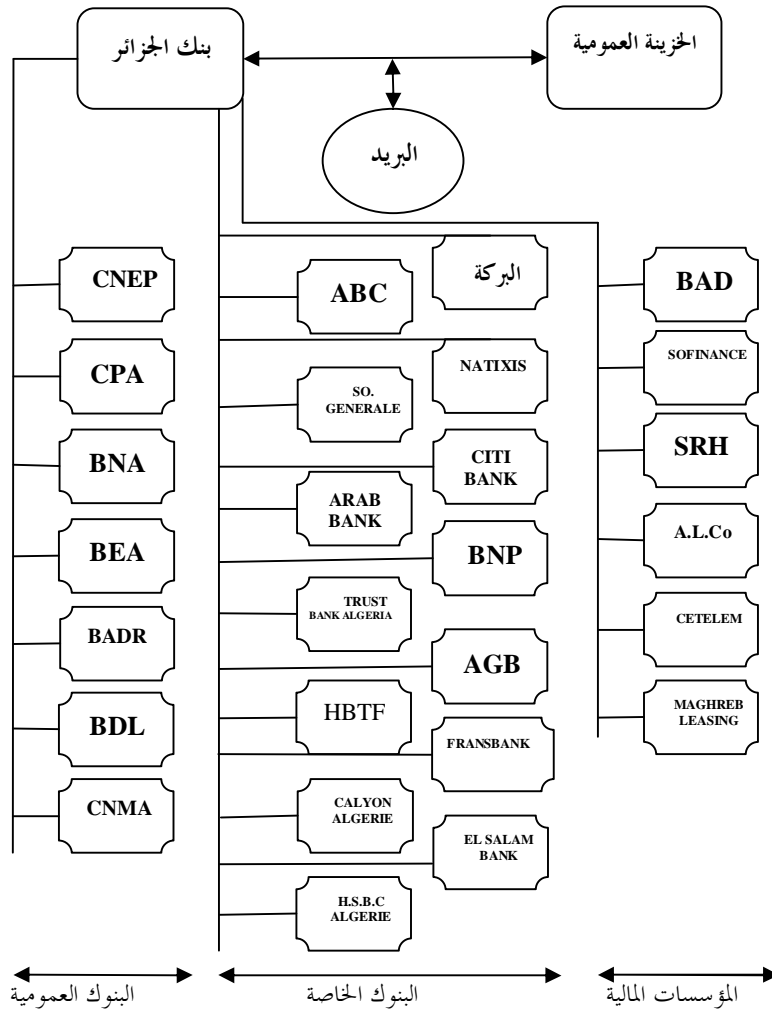 بنك الجزائر
الخزينة العمومية
البريد
CNEP
CPA
BNA
BEA
BADR
BDL
CNMA
ABC
البركة
NATIXIS
SO.
GENERALE
CITI
BANK
ARAB
BANK
BNP
TRUST
BANK ALGERIA
AGB
HBTF
FRANSBANK
CALYON
ALGERIE
EL SALAM
BANK
H.S.B.C
ALGERIE
BAD
SOFINANCE
SRH
A.L.Co
CETELEM
MAGHREB
LEASING
البنوك العمومية
البنوك الخاصة
المؤسسات المالية